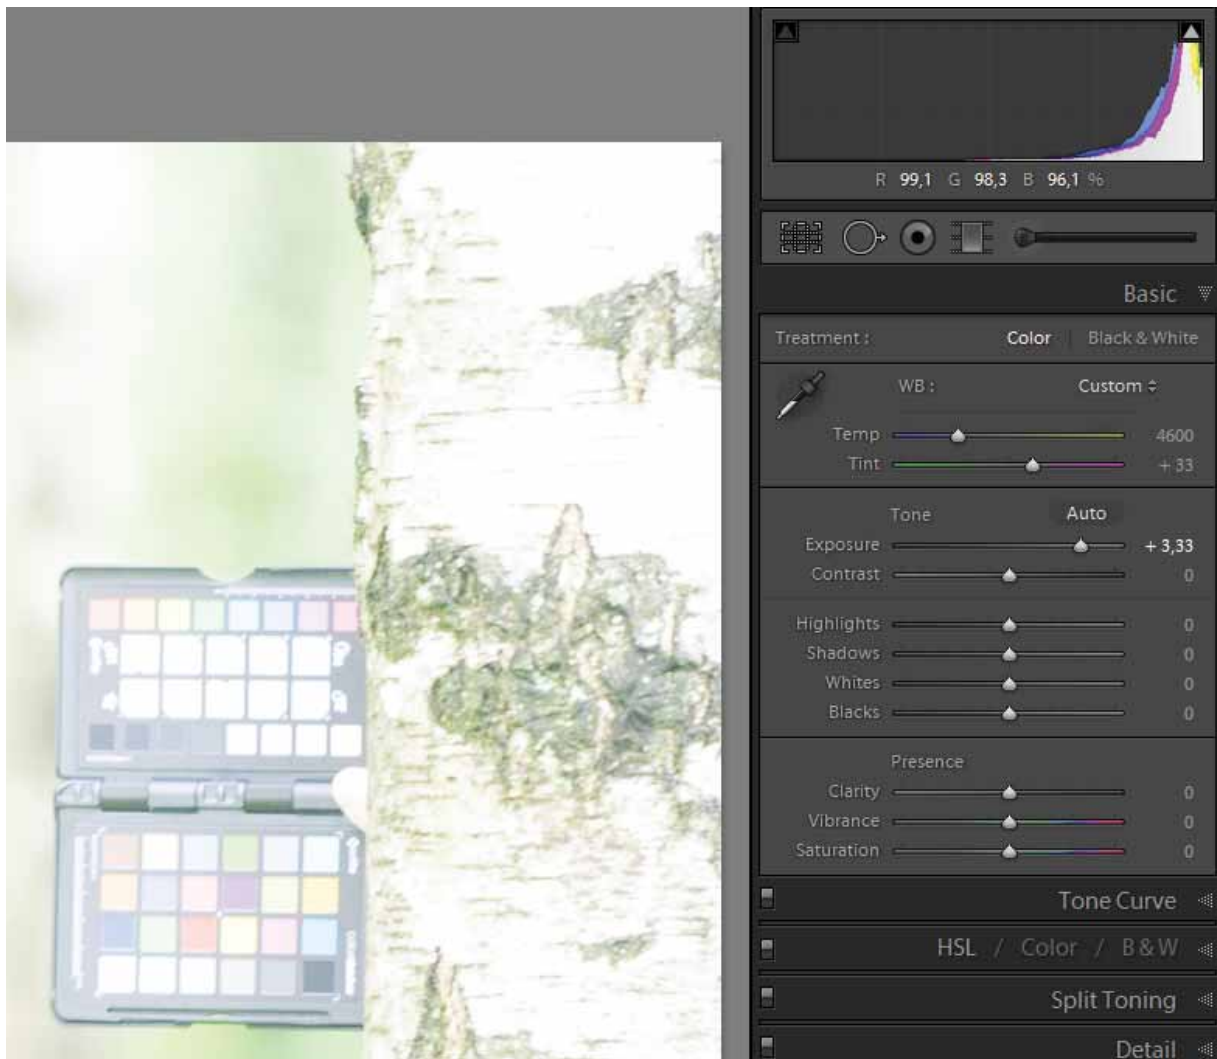 R 99,1 G 98,3 B 96,1 %
Basic
Treatment : Color | Black & White
WB : Custom
Temp 4600
Tint + 33
Tone Auto
Exposure + 3,33
Contrast 0
Highlights 0
Shadows 0
Whites 0
Blacks 0
Presence
Clarity 0
Vibrance 0
Saturation 0
Tone Curve
HSL / Color / B & W
Split Toning
Detail